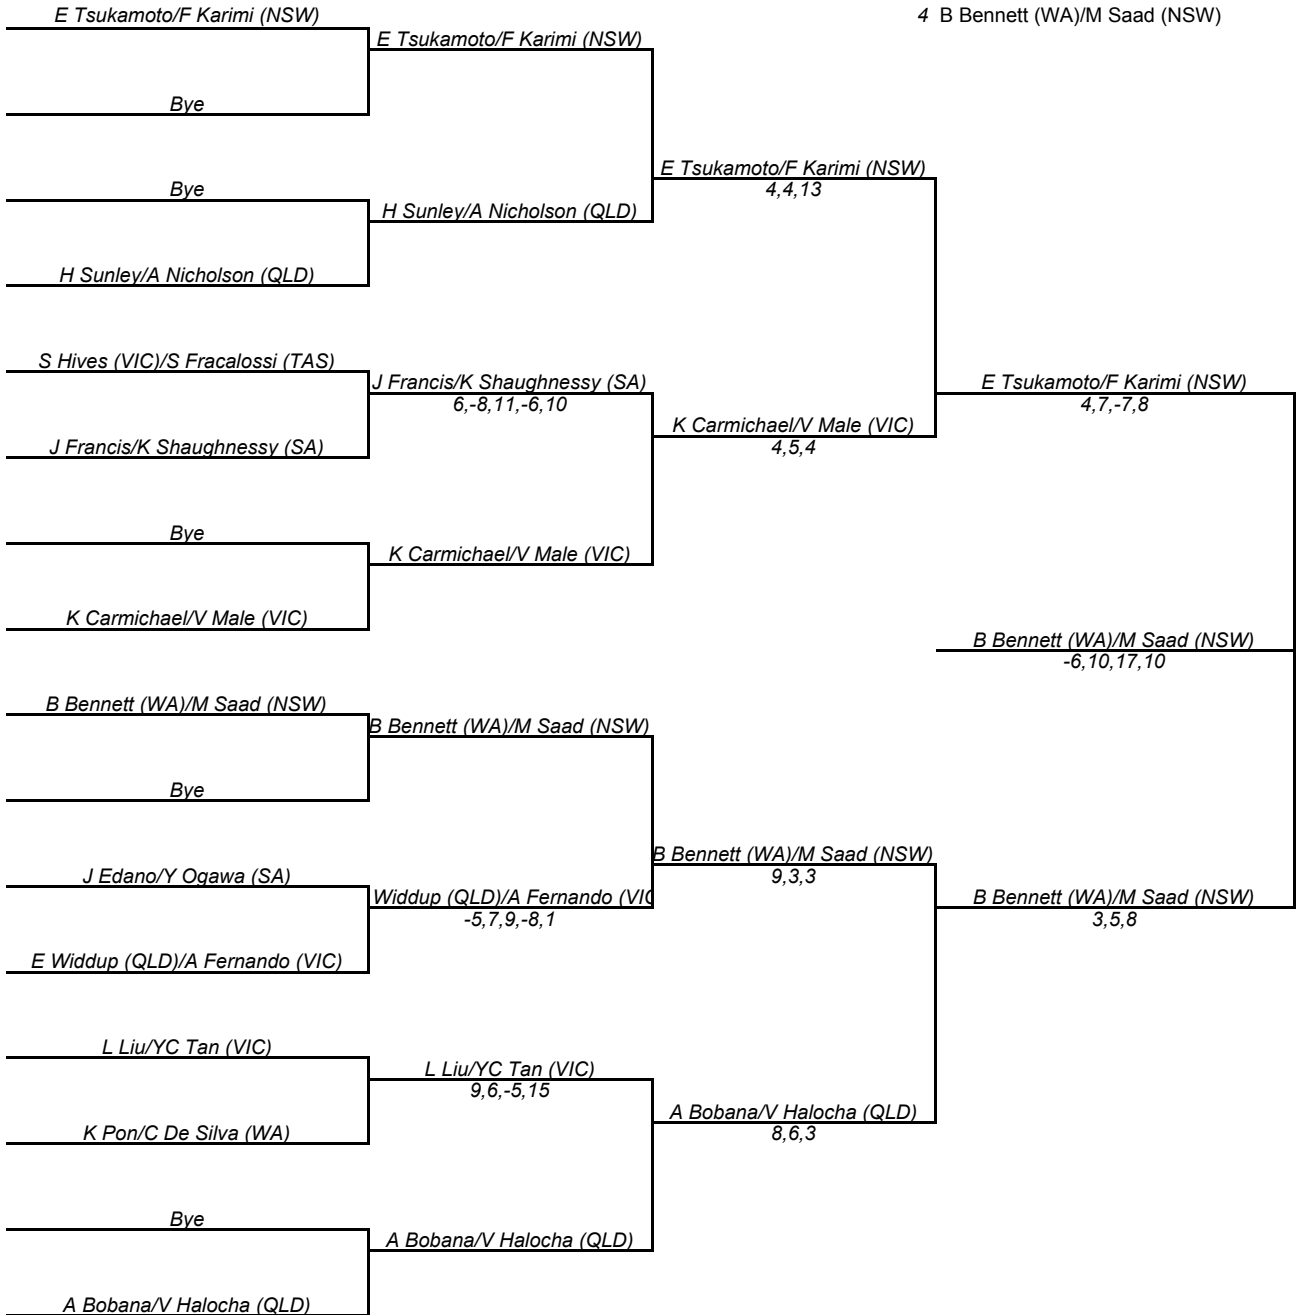 E Tsukamoto/F Karimi (NSW)
4 B Bennett (WA)/M Saad (NSW)
E Tsukamoto/F Karimi (NSW)
Bye
E Tsukamoto/F Karimi (NSW)
4,4,13
Bye
H Sunley/A Nicholson (QLD)
H Sunley/A Nicholson (QLD)
S Hives (VIC)/S Fracalossi (TAS)
J Francis/K Shaughnessy (SA)
6,-8,11,-6,10
E Tsukamoto/F Karimi (NSW)
4,7,-7,8
K Carmichael/V Male (VIC)
4,5,4
J Francis/K Shaughnessy (SA)
Bye
K Carmichael/V Male (VIC)
K Carmichael/V Male (VIC)
B Bennett (WA)/M Saad (NSW)
-6,10,17,10
B Bennett (WA)/M Saad (NSW)
B Bennett (WA)/M Saad (NSW)
Bye
B Bennett (WA)/M Saad (NSW)
9,3,3
J Edano/Y Ogawa (SA)
Widdup (QLD)/A Fernando (VIC
-5,7,9,-8,1
B Bennett (WA)/M Saad (NSW)
3,5,8
E Widdup (QLD)/A Fernando (VIC)
L Liu/YC Tan (VIC)
L Liu/YC Tan (VIC)
9,6,-5,15
A Bobana/V Halocha (QLD)
8,6,3
K Pon/C De Silva (WA)
Bye
A Bobana/V Halocha (QLD)
A Bobana/V Halocha (QLD)